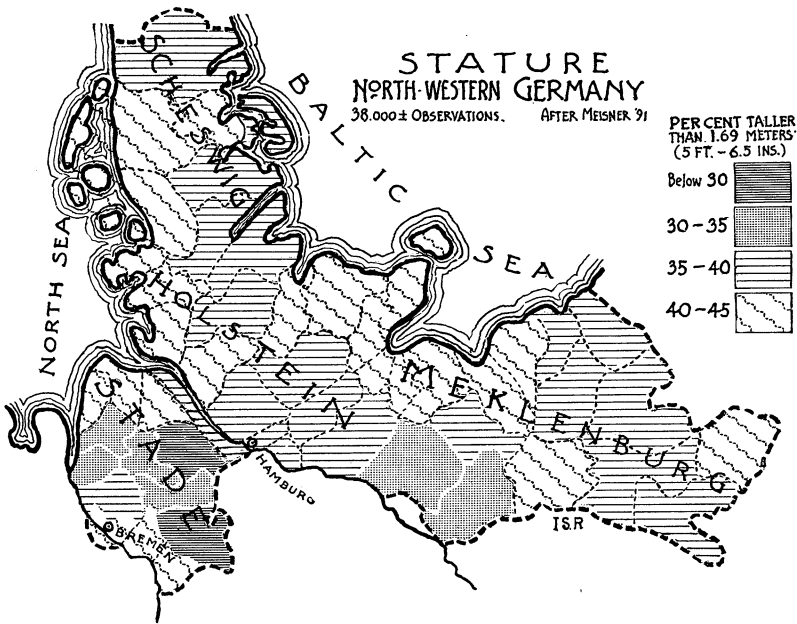 STATURE
NORTH-WESTERN GERMANY
38.000± OBSERVATIONS. AFTER MEISNER '91
PER CENT TALLER
THAN 1.69 METERS
(5 FT. – 6.5 INS.)
Below 30
30 – 35
35 – 40
40 – 45
SCHLESWIG
BALTIC
SEA
NORTH SEA
HOLSTEIN
MEKLENBURG
STADE
HAMBURG
BREMEN
I S.R